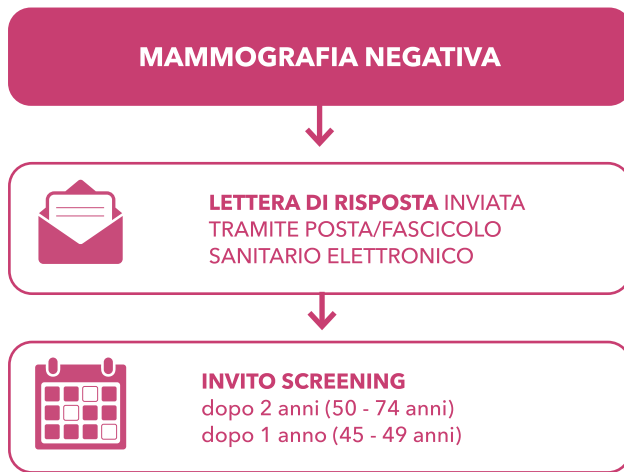 MAMMOGRAFIA NEGATIVA
LETTERA DI RISPOSTA INVIATA
TRAMITE POSTA/FASCICOLO
SANITARIO ELETTRONICO
INVITO SCREENING
dopo 2 anni (50 - 74 anni)
dopo 1 anno (45 - 49 anni)